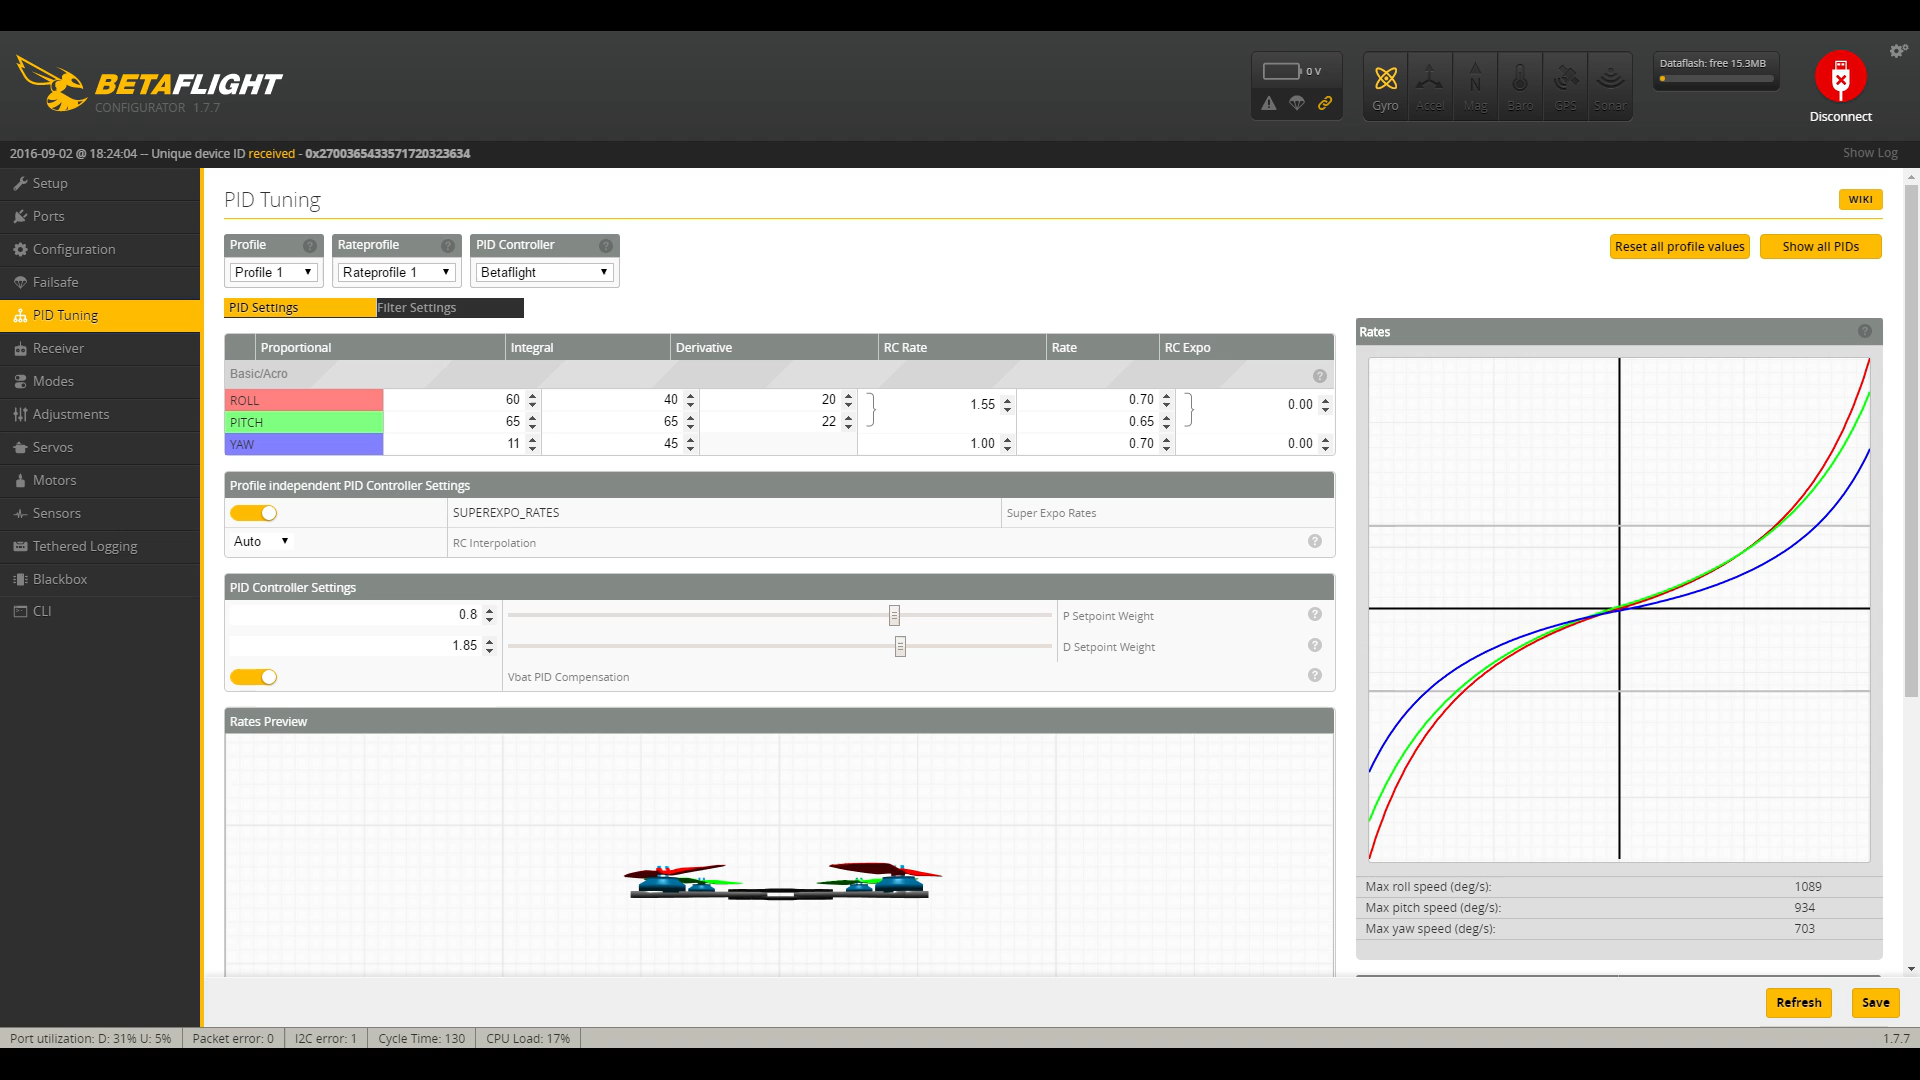 BETAFLIGHT
CONFIGURATOR 1.7.7
0 V
Gyro Accel Mag Baro GPS Sonar
N
Dataflash: free 15.3MB
Disconnect
2016-09-02 @ 18:24:04 -- Unique device ID received - 0x2700365433571720323634
Show Log
Setup
Ports
Configuration
Failsafe
PID Tuning
Receiver
Modes
Adjustments
Servos
Motors
Sensors
Tethered Logging
Blackbox
CLI
PID Tuning
WIKI
Profile ?
Rateprofile ?
PID Controller ?
Profile 1
Rateprofile 1
Betaflight
Reset all profile values
Show all PIDs
PID Settings
Filter Settings
Proportional Integral Derivative RC Rate Rate RC Expo
Basic/Acro ?
ROLL 60 40 20 1.55 0.70 0.00
PITCH 65 65 22 0.65
YAW 11 45 1.00 0.70 0.00
Profile independent PID Controller Settings
SUPEREXPO_RATES Super Expo Rates
Auto RC Interpolation ?
PID Controller Settings
0.8 P Setpoint Weight ?
1.85 D Setpoint Weight ?
Vbat PID Compensation ?
Rates Preview
Rates ?
Max roll speed (deg/s): 1089
Max pitch speed (deg/s): 934
Max yaw speed (deg/s): 703
Refresh
Save
Port utilization: D: 31% U: 5% Packet error: 0 I2C error: 1 Cycle Time: 130 CPU Load: 17% 1.7.7